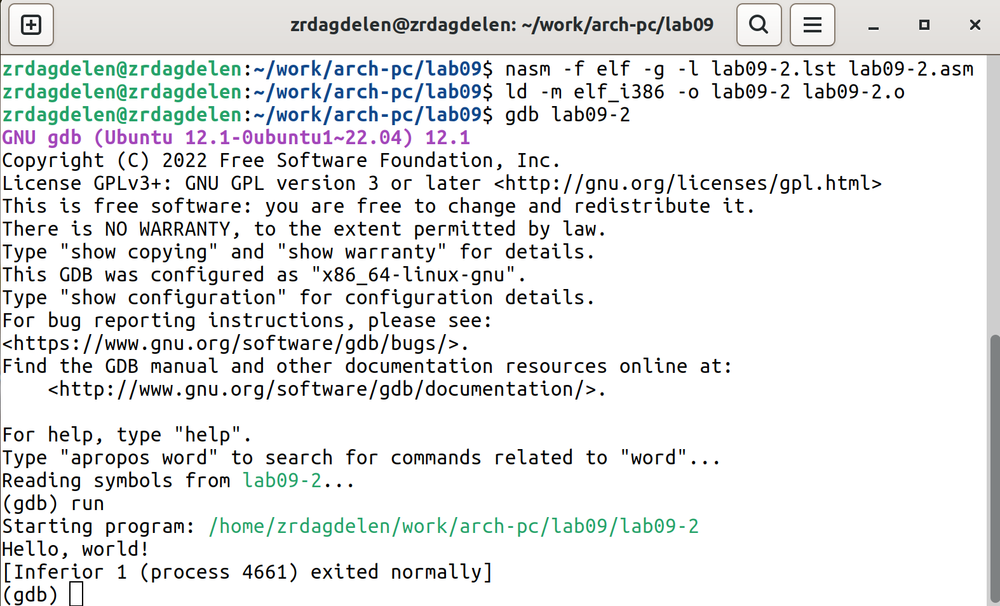 zrdagdelen@zrdagdelen: ~/work/arch-pc/lab09
zrdagdelen@zrdagdelen:~/work/arch-pc/lab09$ nasm -f elf -g -l lab09-2.lst lab09-2.asm
zrdagdelen@zrdagdelen:~/work/arch-pc/lab09$ ld -m elf_i386 -o lab09-2 lab09-2.o
zrdagdelen@zrdagdelen:~/work/arch-pc/lab09$ gdb lab09-2
GNU gdb (Ubuntu 12.1-0ubuntu1~22.04) 12.1
Copyright (C) 2022 Free Software Foundation, Inc.
License GPLv3+: GNU GPL version 3 or later <http://gnu.org/licenses/gpl.html>
This is free software: you are free to change and redistribute it.
There is NO WARRANTY, to the extent permitted by law.
Type "show copying" and "show warranty" for details.
This GDB was configured as "x86_64-linux-gnu".
Type "show configuration" for configuration details.
For bug reporting instructions, please see:
<https://www.gnu.org/software/gdb/bugs/>.
Find the GDB manual and other documentation resources online at:
    <http://www.gnu.org/software/gdb/documentation/>.

For help, type "help".
Type "apropos word" to search for commands related to "word"...
Reading symbols from lab09-2...
(gdb) run
Starting program: /home/zrdagdelen/work/arch-pc/lab09/lab09-2
Hello, world!
[Inferior 1 (process 4661) exited normally]
(gdb)